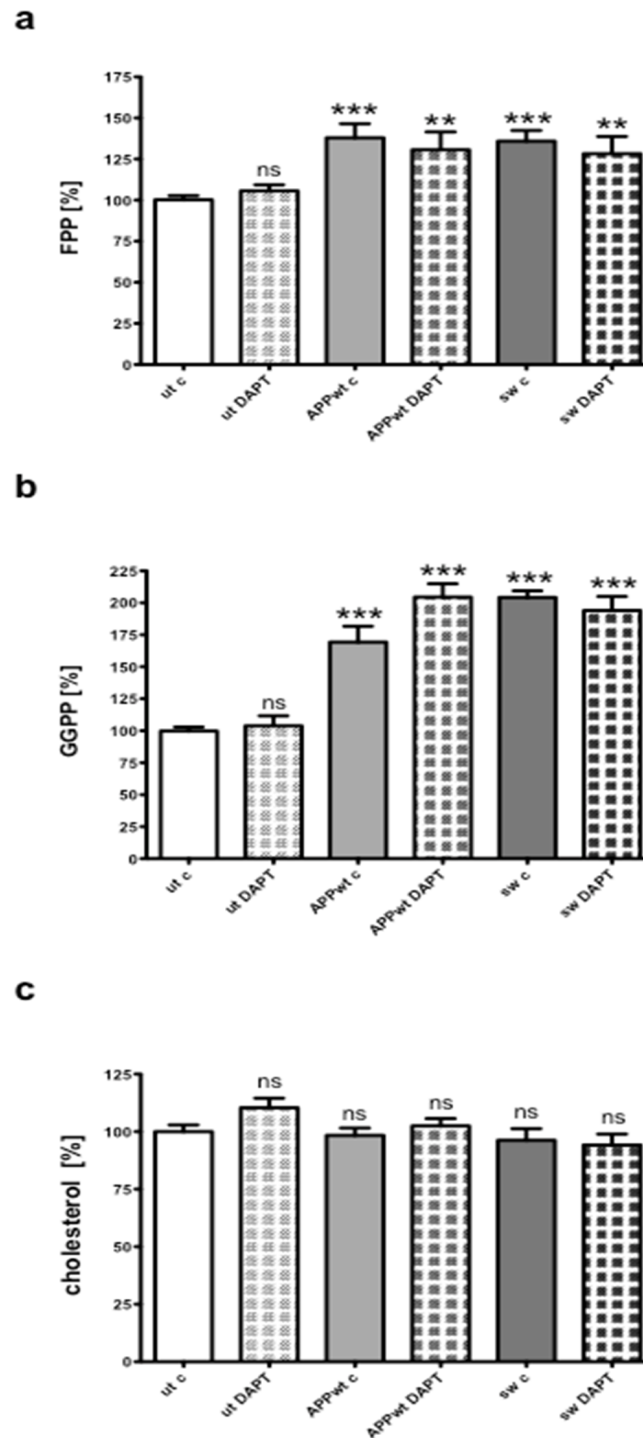 a
FPP [%]
175
150
125
100
75
50
25
0
ns
***
**
***
**
ut c
ut DAPT
APPwt c
APPwt DAPT
sw c
sw DAPT
b
GGPP [%]
225
200
175
150
125
100
75
50
25
0
ns
***
***
***
***
ut c
ut DAPT
APPwt c
APPwt DAPT
sw c
sw DAPT
c
cholesterol [%]
125
100
75
50
25
0
ns
ns
ns
ns
ns
ut c
ut DAPT
APPwt c
APPwt DAPT
sw c
sw DAPT